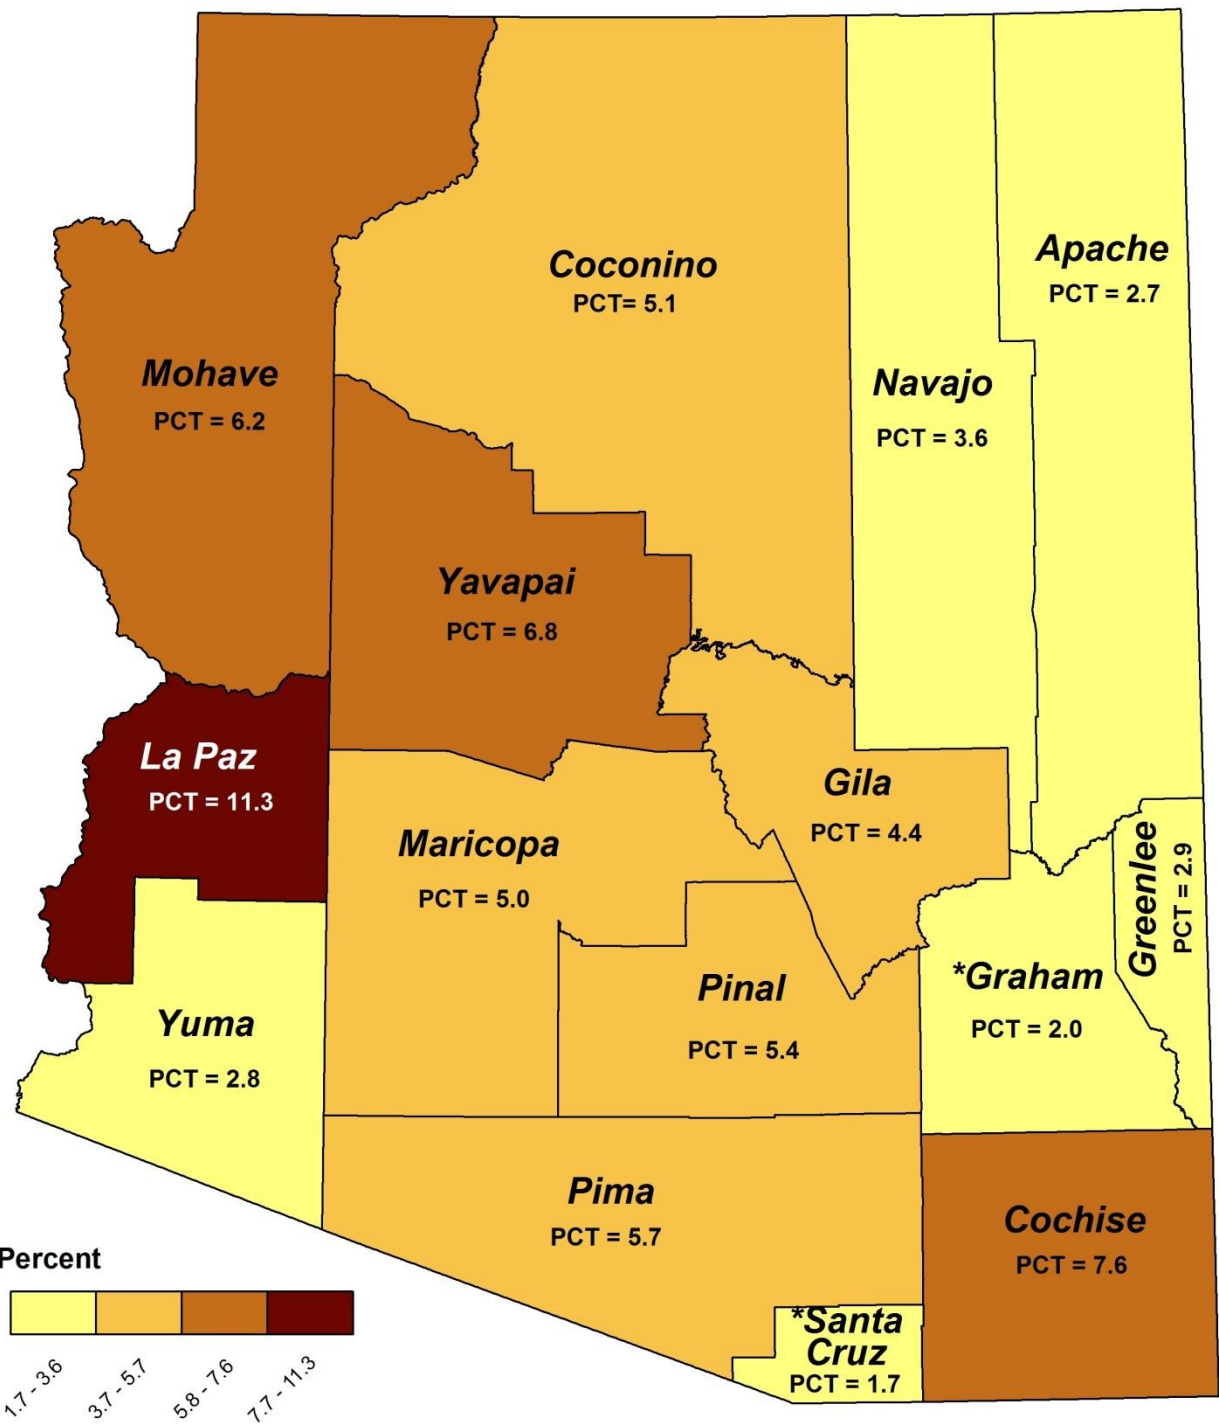 Coconino
PCT= 5.1
Apache
PCT = 2.7
Mohave
PCT = 6.2
Navajo
PCT = 3.6
Yavapai
PCT = 6.8
La Paz
PCT = 11.3
Gila
PCT = 4.4
Maricopa
PCT = 5.0
Greenlee
PCT = 2.9
*Graham
PCT = 2.0
Pinal
PCT = 5.4
Yuma
PCT = 2.8
Pima
PCT = 5.7
Cochise
PCT = 7.6
*Santa
Cruz
PCT = 1.7
Percent
1.7 - 3.6
3.7 - 5.7
5.8 - 7.6
7.7 - 11.3